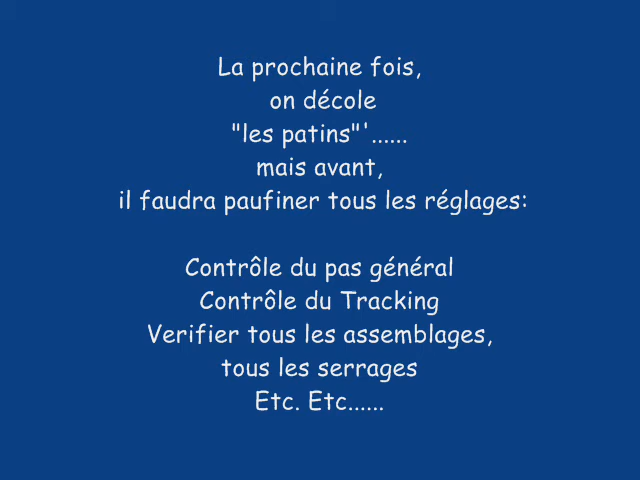 La prochaine fois,
on décole
"les patins"'......
mais avant,
il faudra paufiner tous les réglages:
Contrôle du pas général
Contrôle du Tracking
Verifier tous les assemblages,
tous les serrages
Etc. Etc......